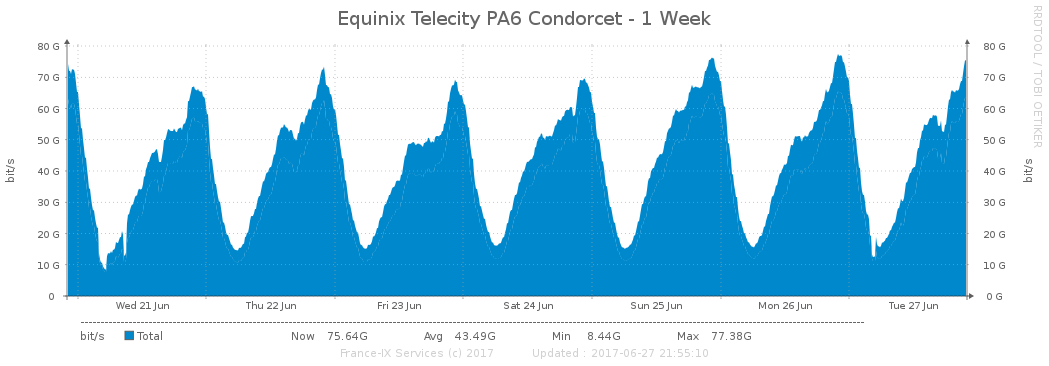 Equinix Telecity PA6 Condorcet - 1 Week
RRDTOOL / TOBI OETIKER
80 G 80 G
70 G 70 G
60 G 60 G
50 G 50 G
40 G 40 G
30 G 30 G
20 G 20 G
10 G 10 G
0 0 G
bit/s bit/s
Wed 21 Jun Thu 22 Jun Fri 23 Jun Sat 24 Jun Sun 25 Jun Mon 26 Jun Tue 27 Jun
bit/s Total Now 75.64G Avg 43.49G Min 8.44G Max 77.38G
France-IX Services (c) 2017 Updated : 2017-06-27 21:55:10